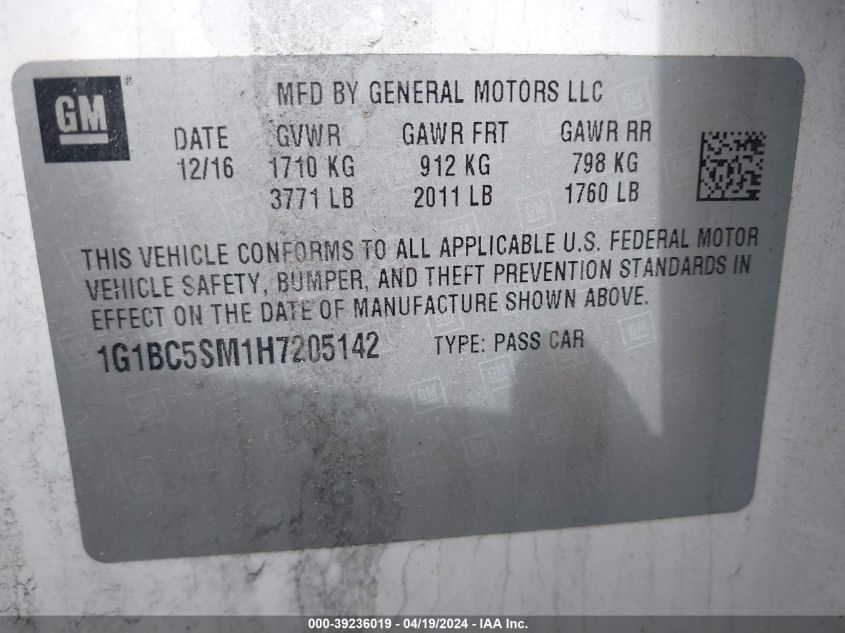 GM
®
MFD BY GENERAL MOTORS LLC
DATE GVWR GAWR FRT GAWR RR
12/16 1710 KG 912 KG 798 KG
3771 LB 2011 LB 1760 LB
THIS VEHICLE CONFORMS TO ALL APPLICABLE U.S. FEDERAL MOTOR
VEHICLE SAFETY, BUMPER, AND THEFT PREVENTION STANDARDS IN
EFFECT ON THE DATE OF MANUFACTURE SHOWN ABOVE.
1G1BC5SM1H7205142 TYPE: PASS CAR
000-39236019 - 04/19/2024 - IAA Inc.